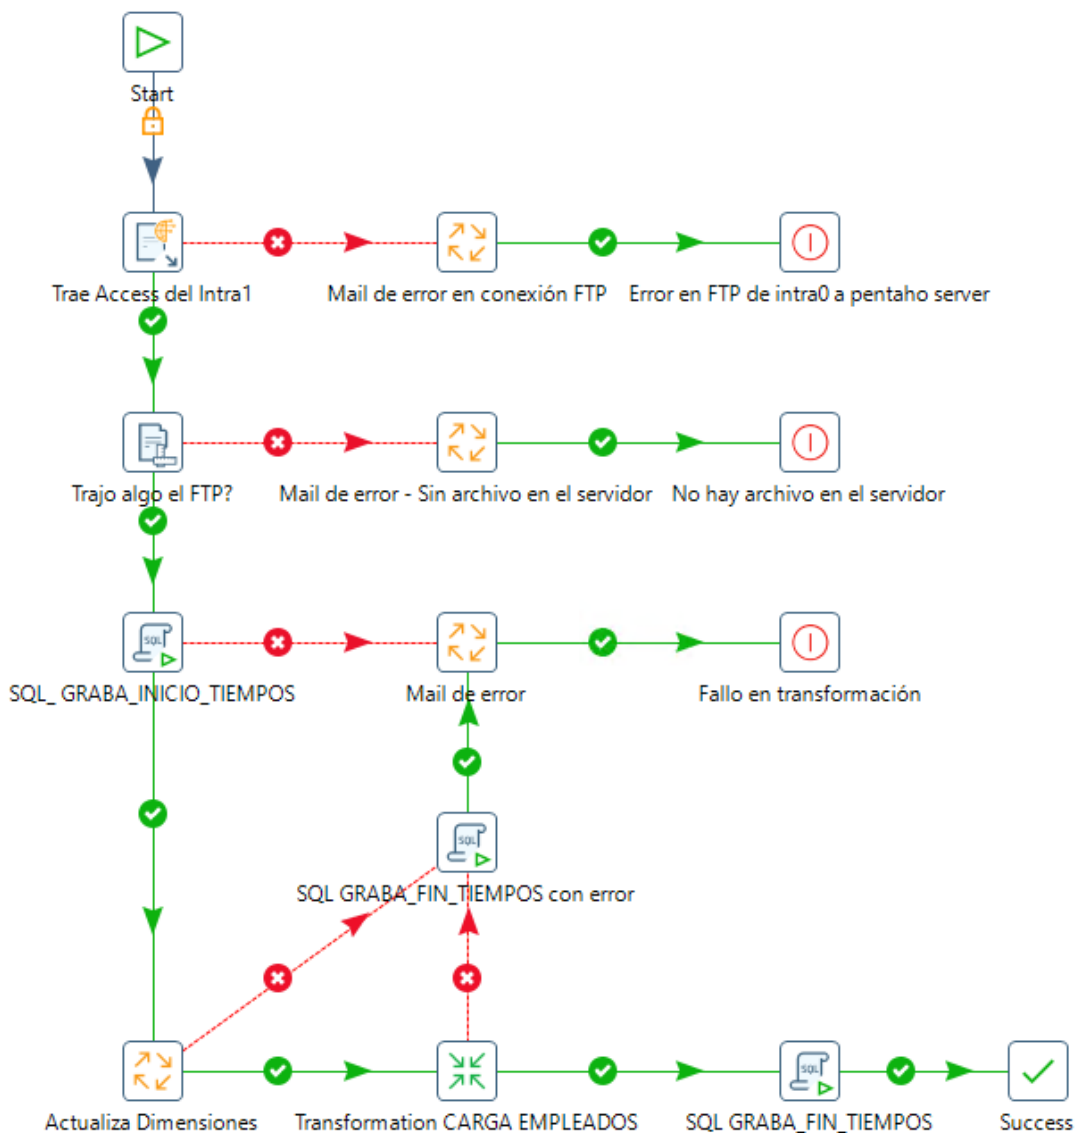 Start
Trae Access del Intra1
Mail de error en conexión FTP
Error en FTP de intra0 a pentaho server
Trajo algo el FTP?
Mail de error - Sin archivo en el servidor
No hay archivo en el servidor
SQL
SQL_ GRABA_INICIO_TIEMPOS
Mail de error
Fallo en transformación
SQL
SQL GRABA_FIN_TIEMPOS con error
SQL
Actualiza Dimensiones
Transformation CARGA EMPLEADOS
SQL GRABA_FIN_TIEMPOS
Success